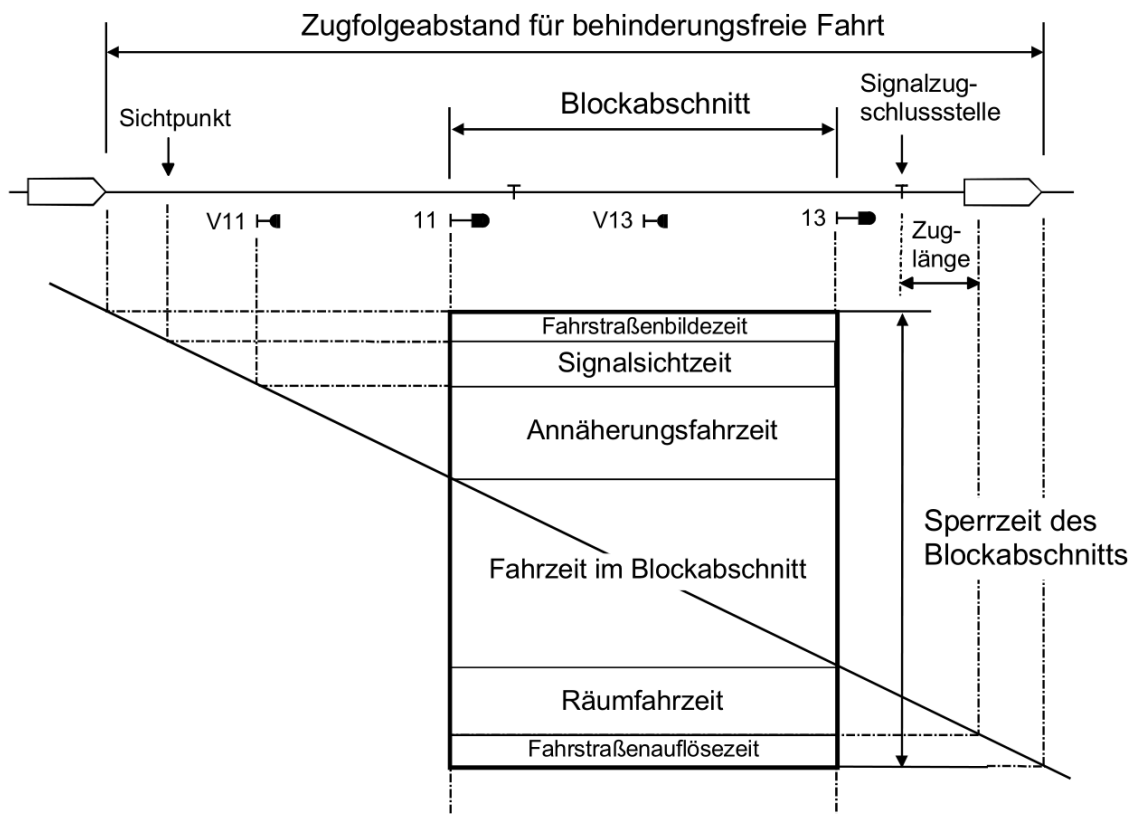 Zugfolgeabstand für behinderungsfreie Fahrt
Sichtpunkt
Blockabschnitt
Signalzug-
schlussstelle
V11
11
V13
13
Zug-
länge
Fahrstraßenbildezeit
Signalsichtzeit
Annäherungsfahrzeit
Fahrzeit im Blockabschnitt
Sperrzeit des
Blockabschnitts
Räumfahrzeit
Fahrstraßenauflösezeit